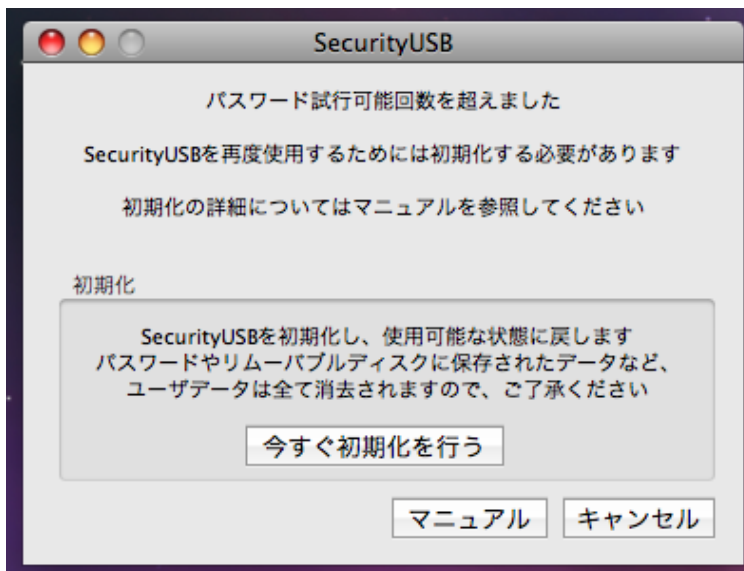 SecurityUSB
パスワード試行可能回数を超えました
SecurityUSBを再度使用するためには初期化する必要があります
初期化の詳細についてはマニュアルを参照してください
初期化
SecurityUSBを初期化し、使用可能な状態に戻します
パスワードやリムーバブルディスクに保存されたデータなど、
ユーザデータは全て消去されますので、ご了承ください
今すぐ初期化を行う
マニュアル キャンセル